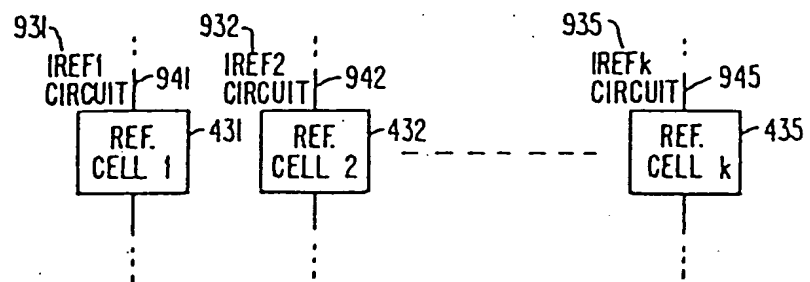 931 932 935
IREF1 IREF2 IREFk
CIRCUIT 941 CIRCUIT 942 CIRCUIT 945
REF. 431 REF. 432 REF. 435
CELL 1 CELL 2 CELL k